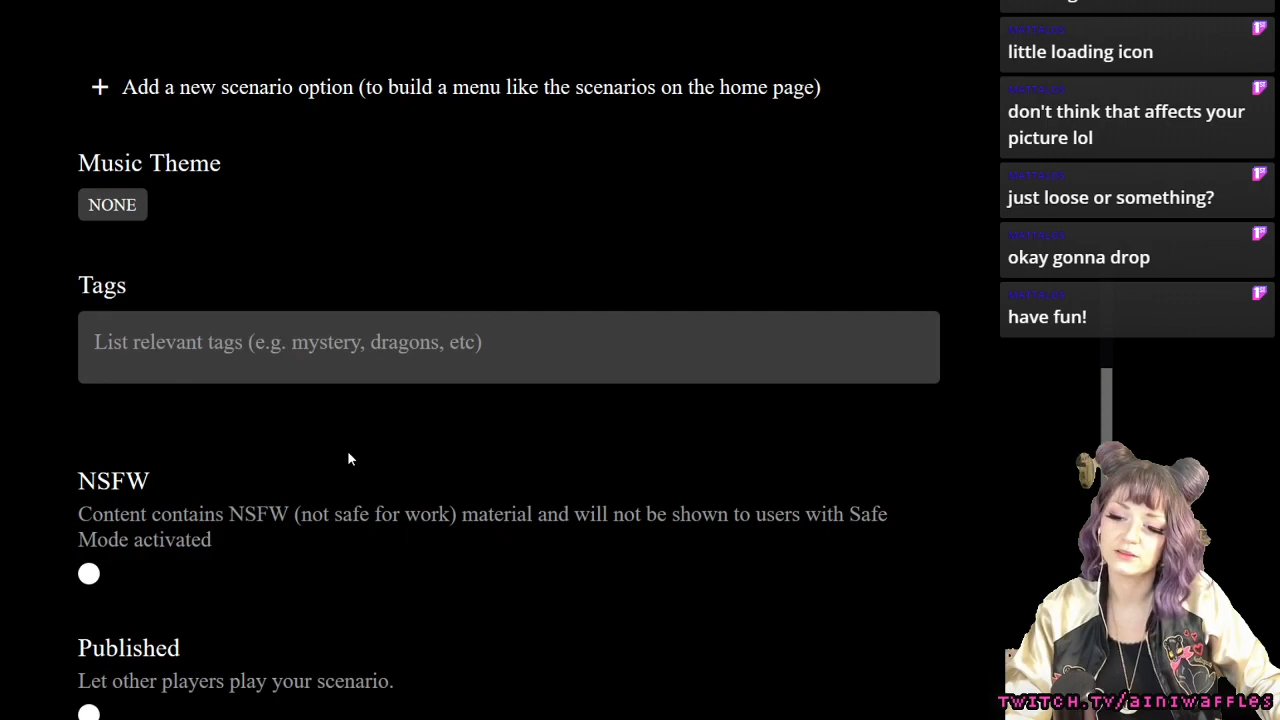 Add a new scenario option (to build a menu like the scenarios on the home page)
Music Theme
NONE
Tags
List relevant tags (e.g. mystery, dragons, etc)
NSFW
Content contains NSFW (not safe for work) material and will not be shown to users with Safe
Mode activated
Published
Let other players play your scenario.
little loading icon
don't think that affects your
picture lol
just loose or something?
okay gonna drop
have fun!
TWITCH.TV/AINIWAFFLES